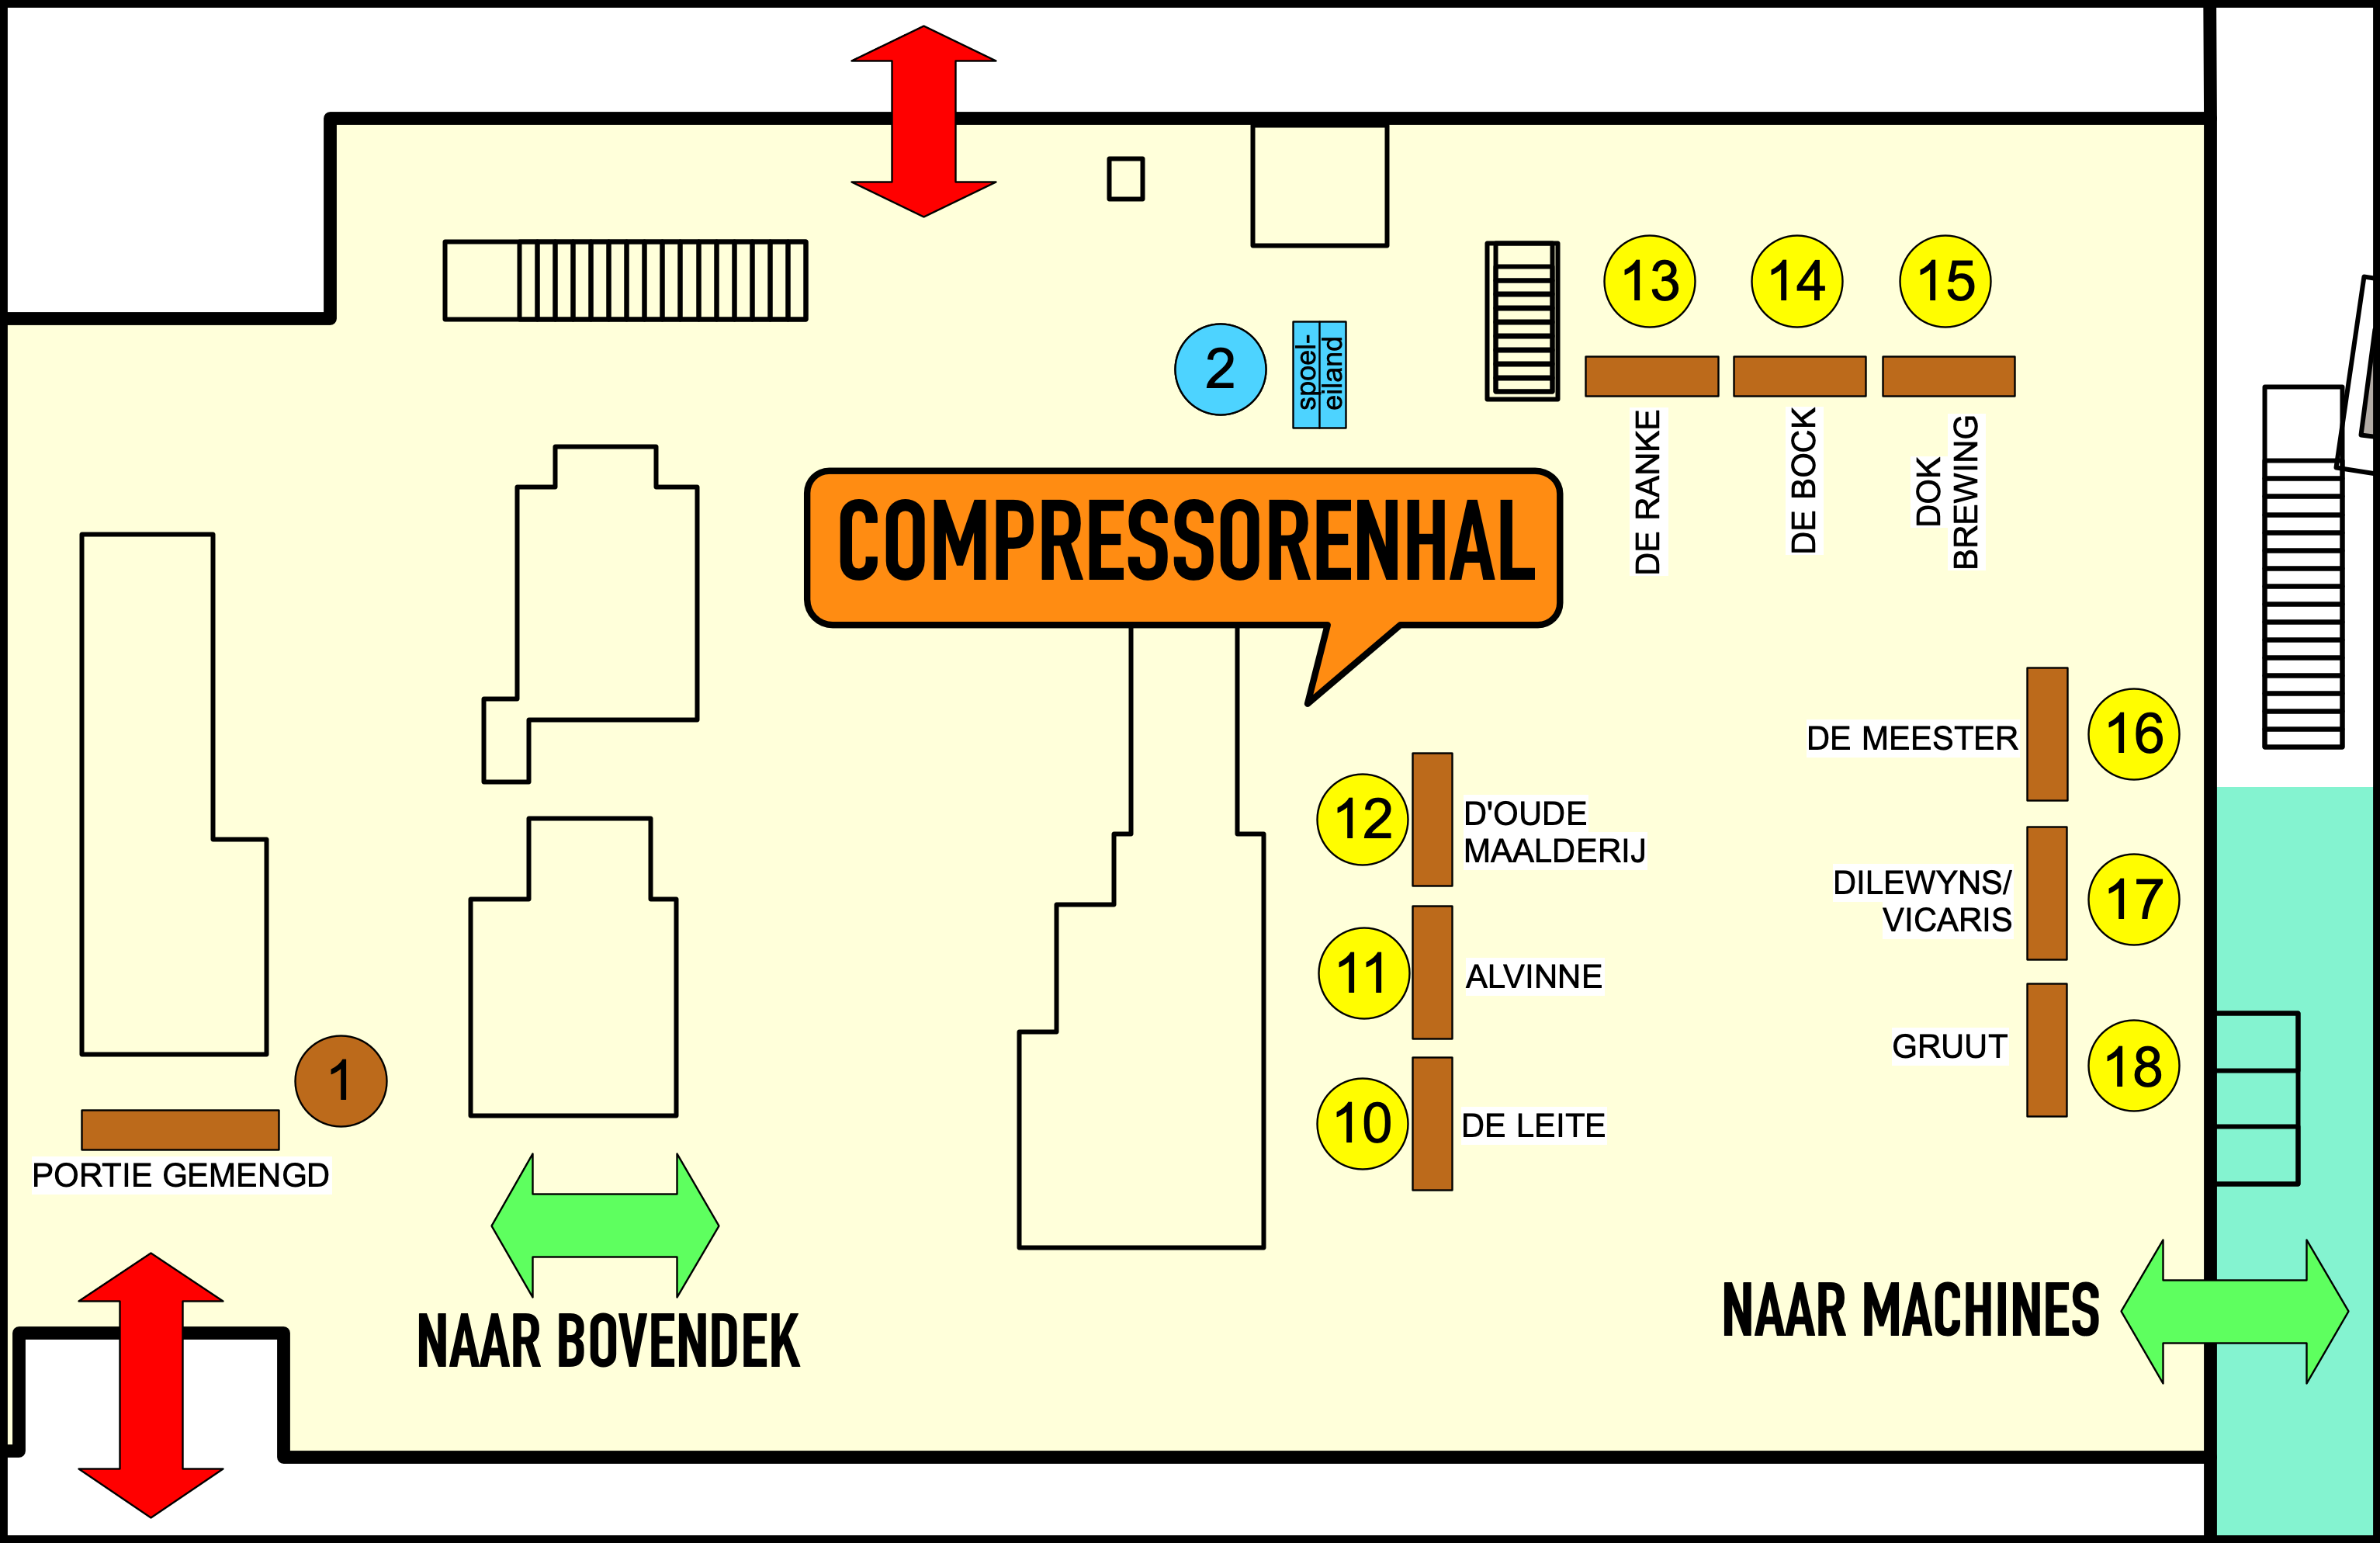 13
14
15
2
spoel-
eiland
DE RANKE
DE BOCK
DOK
BREWING
COMPRESSORENHAL
16
DE MEESTER
12
D'OUDE
MAALDERIJ
17
DILEWYNS/
VICARIS
11
ALVINNE
18
GRUUT
1
10
DE LEITE
PORTIE GEMENGD
NAAR BOVENDEK
NAAR MACHINES